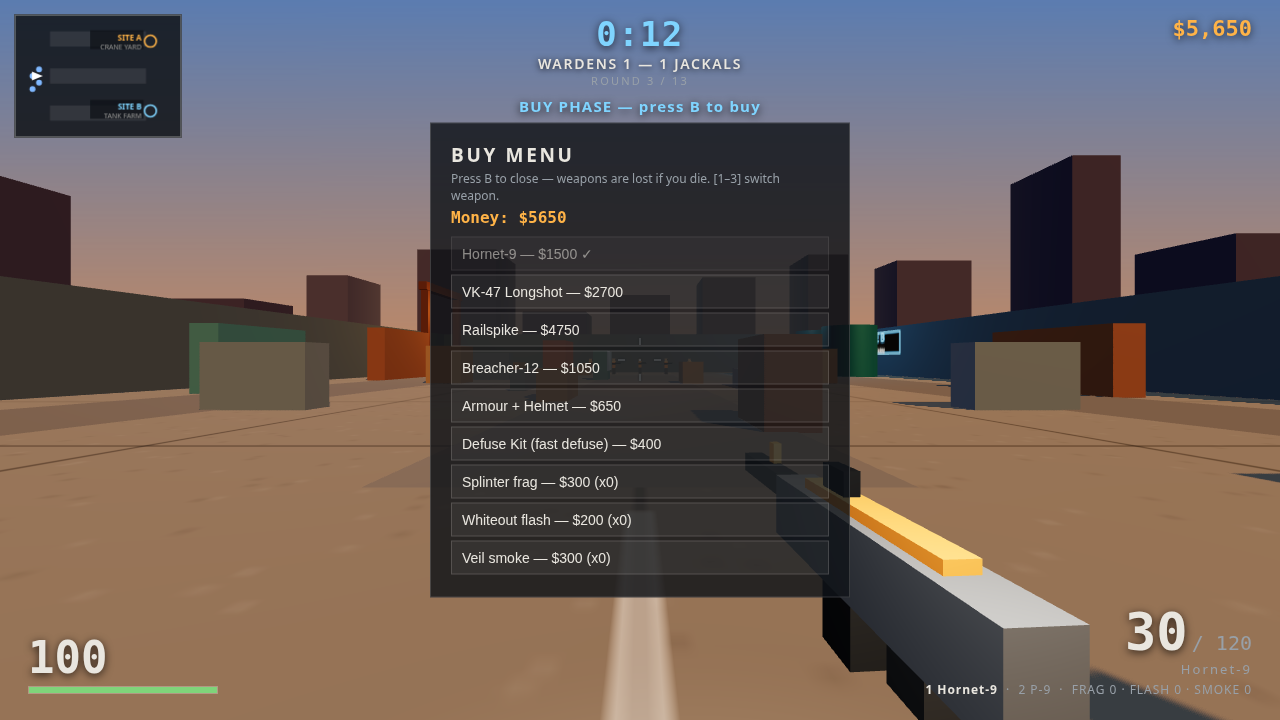 SITE A
CRANE YARD
SITE B
TANK FARM
0:12
WARDENS 1 — 1 JACKALS
ROUND 3 / 13
BUY PHASE — press B to buy
$5,650
BUY MENU
Press B to close — weapons are lost if you die. [1–3] switch
weapon.
Money: $5650
Hornet-9 — $1500 ✓
VK-47 Longshot — $2700
Railspike — $4750
Breacher-12 — $1050
Armour + Helmet — $650
Defuse Kit (fast defuse) — $400
Splinter frag — $300 (x0)
Whiteout flash — $200 (x0)
Veil smoke — $300 (x0)
100
30 / 120
Hornet-9
1 Hornet-9 · 2 P-9 · FRAG 0 · FLASH 0 · SMOKE 0